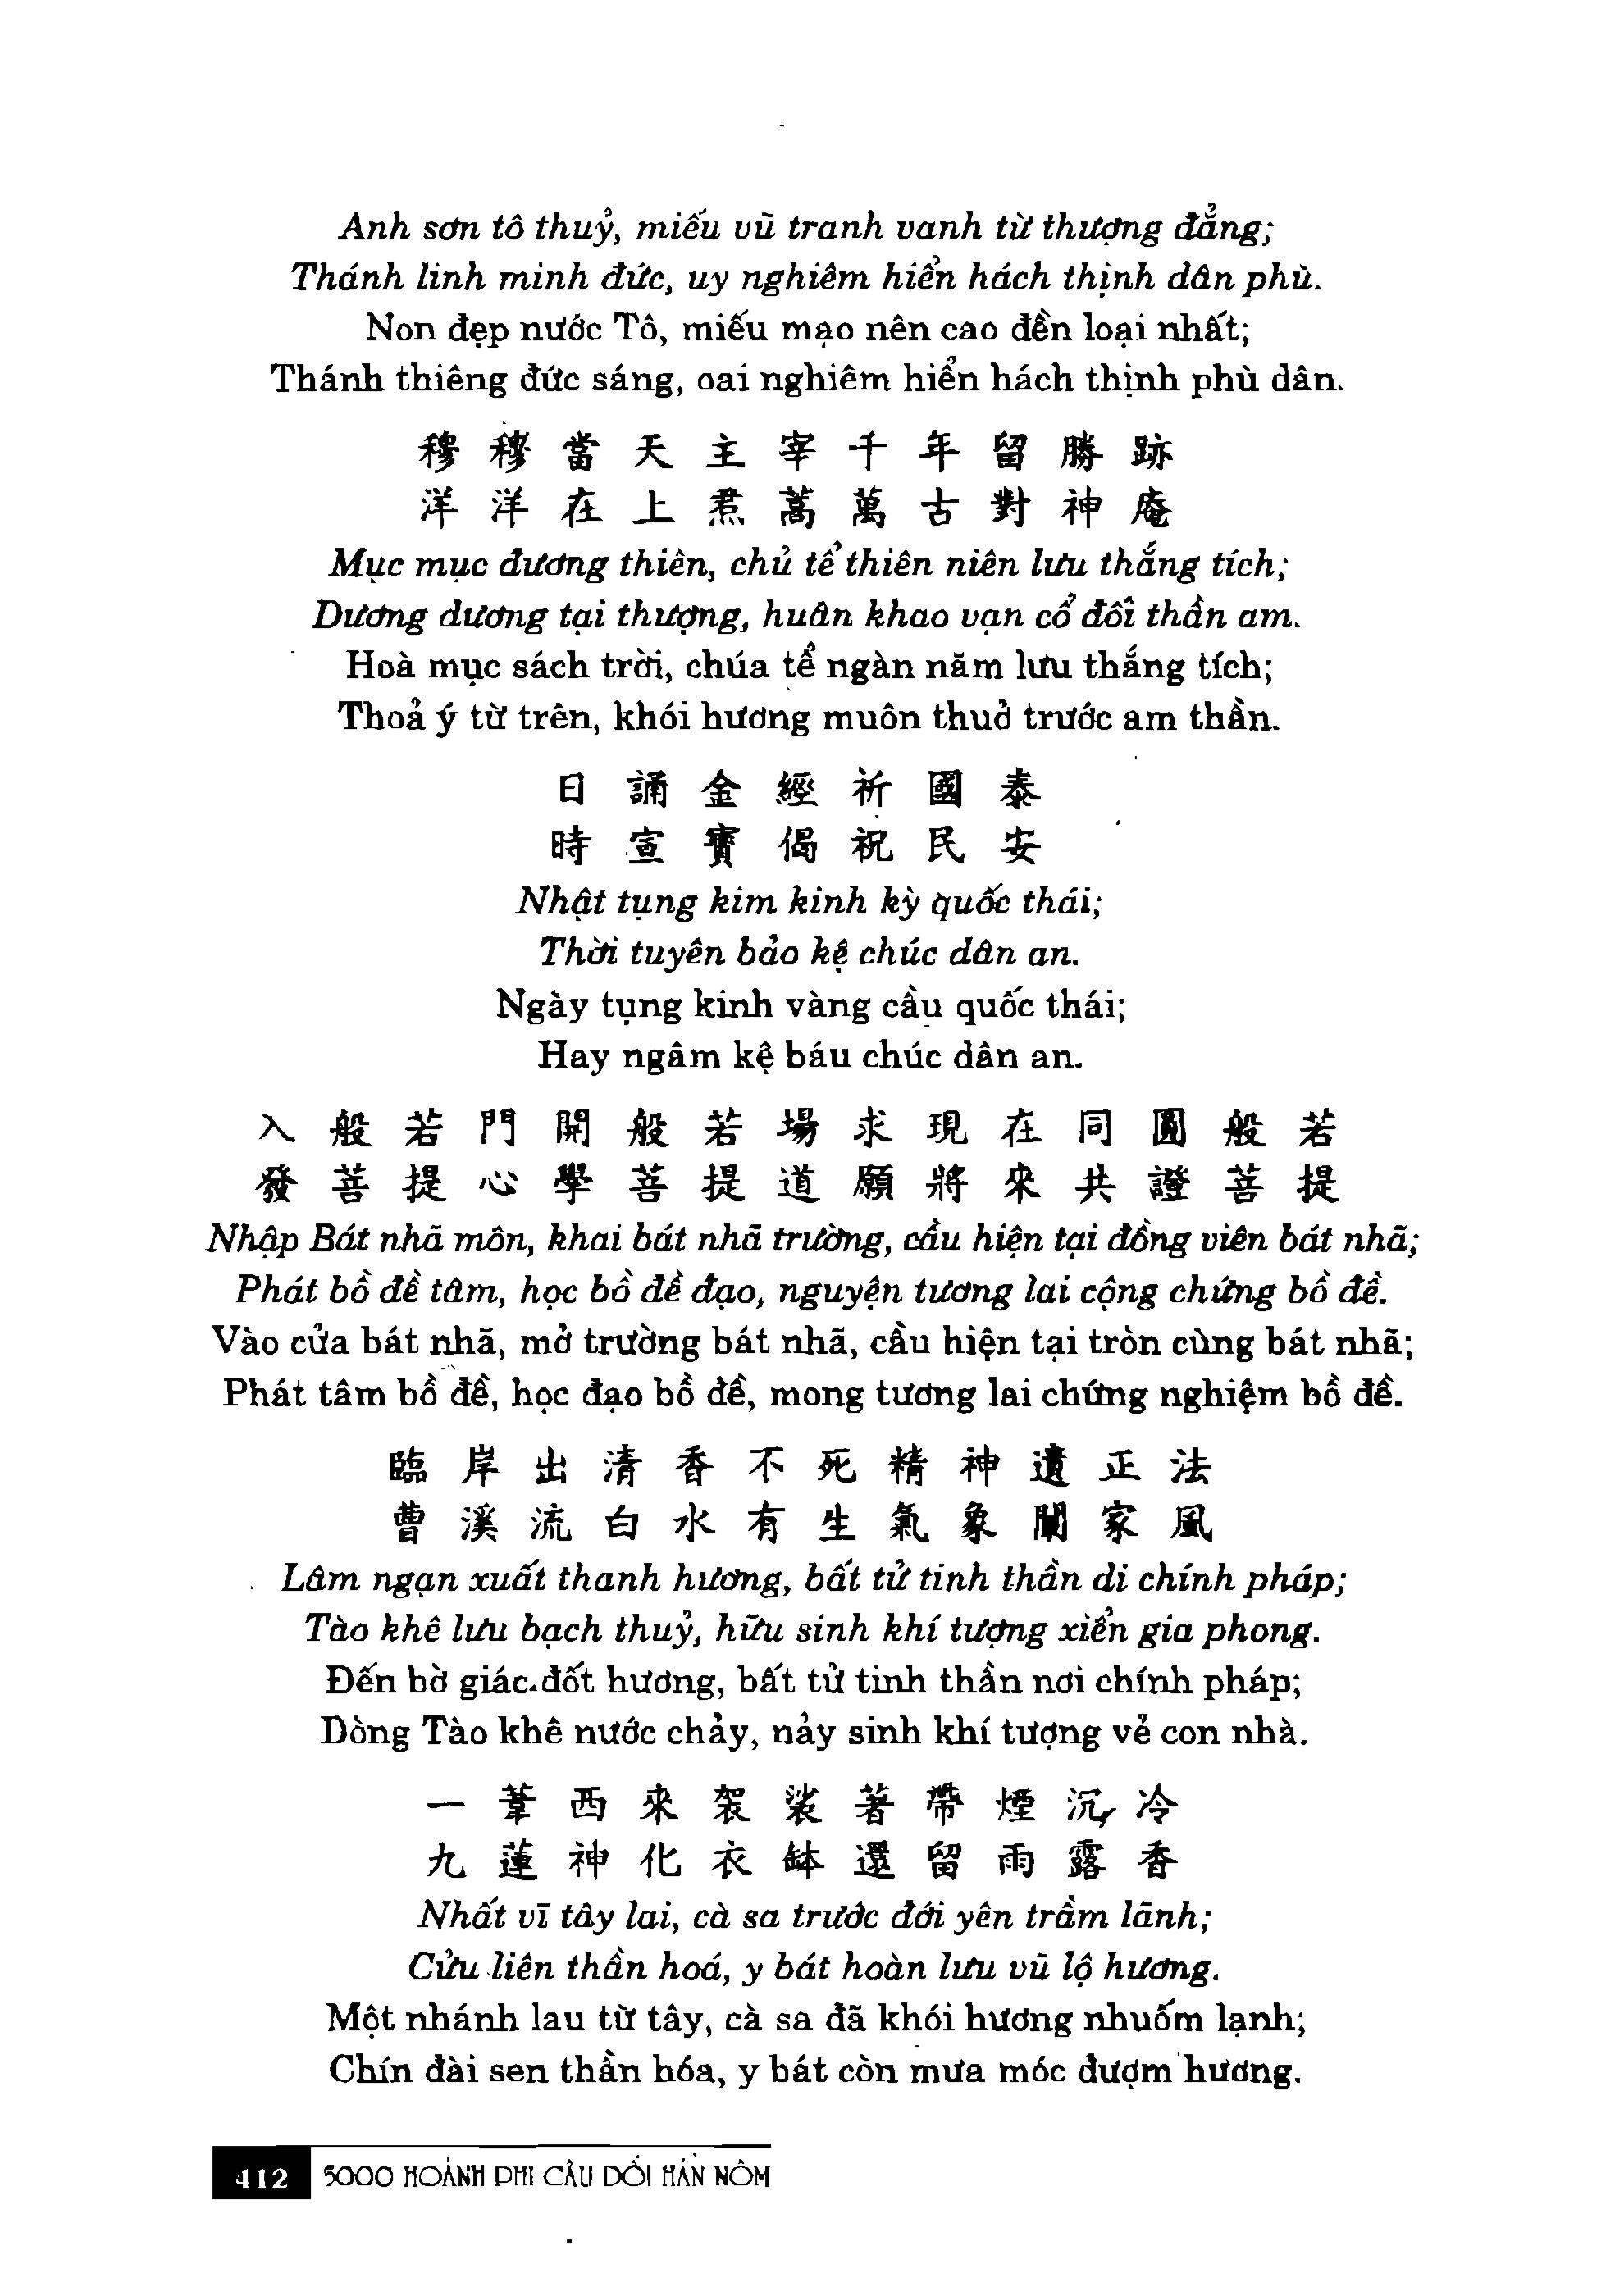 Anh sơn tô thuỷ, miếu vũ tranh vanh từ thượng đẳng;
Thánh linh minh đức, uy nghiêm hiển hách thịnh dân phù.
Non đẹp nước Tô, miếu mạo nên cao đền loại nhất;
Thánh thiêng đức sáng, oai nghiêm hiển hách thịnh phù dân.
穆穆當天主宰千年留勝跡
洋洋在上焄蒿萬古對神庵
Mục mục đương thiên, chủ tể thiên niên lưu thắng tích;
Dương dương tại thượng, huân khao vạn cổ đối thần am.
Hoà mục sách trời, chúa tể ngàn năm lưu thắng tích;
Thoả ý từ trên, khói hương muôn thuở trước am thần.
日誦金經祈國泰
時宣寶偈祝民安
Nhật tụng kim kinh kỳ quốc thái;
Thời tuyên bảo kệ chúc dân an.
Ngày tụng kinh vàng cầu quốc thái;
Hay ngâm kệ báu chúc dân an.
入般若門開般若場求現在同圓般若
發菩提心學菩提道願將來共證菩提
Nhập Bát nhã môn, khai bát nhã trường, cầu hiện tại đồng viên bát nhã;
Phát bồ đề tâm, học bồ đề đạo, nguyện tương lai cộng chứng bồ đề.
Vào cửa bát nhã, mở trường bát nhã, cầu hiện tại tròn cùng bát nhã;
Phát tâm bồ đề, học đạo bồ đề, mong tương lai chứng nghiệm bồ đề.
臨岸出清香不死精神遺正法
曹溪流白水有生氣象闡家風
Lâm ngạn xuất thanh hương, bất tử tinh thần di chính pháp;
Tào khê lưu bạch thuỷ, hữu sinh khí tượng xiển gia phong.
Đến bờ giác đốt hương, bất tử tinh thần nơi chính pháp;
Dòng Tào khê nước chảy, nảy sinh khí tượng vẻ con nhà.
一葦西來袈裟著帶煙沉冷
九蓮神化衣缽還留雨露香
Nhất vĩ tây lai, cà sa trước đới yên trầm lãnh;
Cửu liên thần hoá, y bát hoàn lưu vũ lộ hương.
Một nhánh lau từ tây, cà sa đã khói hương nhuốm lạnh;
Chín đài sen thần hóa, y bát còn mưa móc đượm hương.
412 5000 HOÀNH PHI CÂU ĐỐI HÁN NÔM